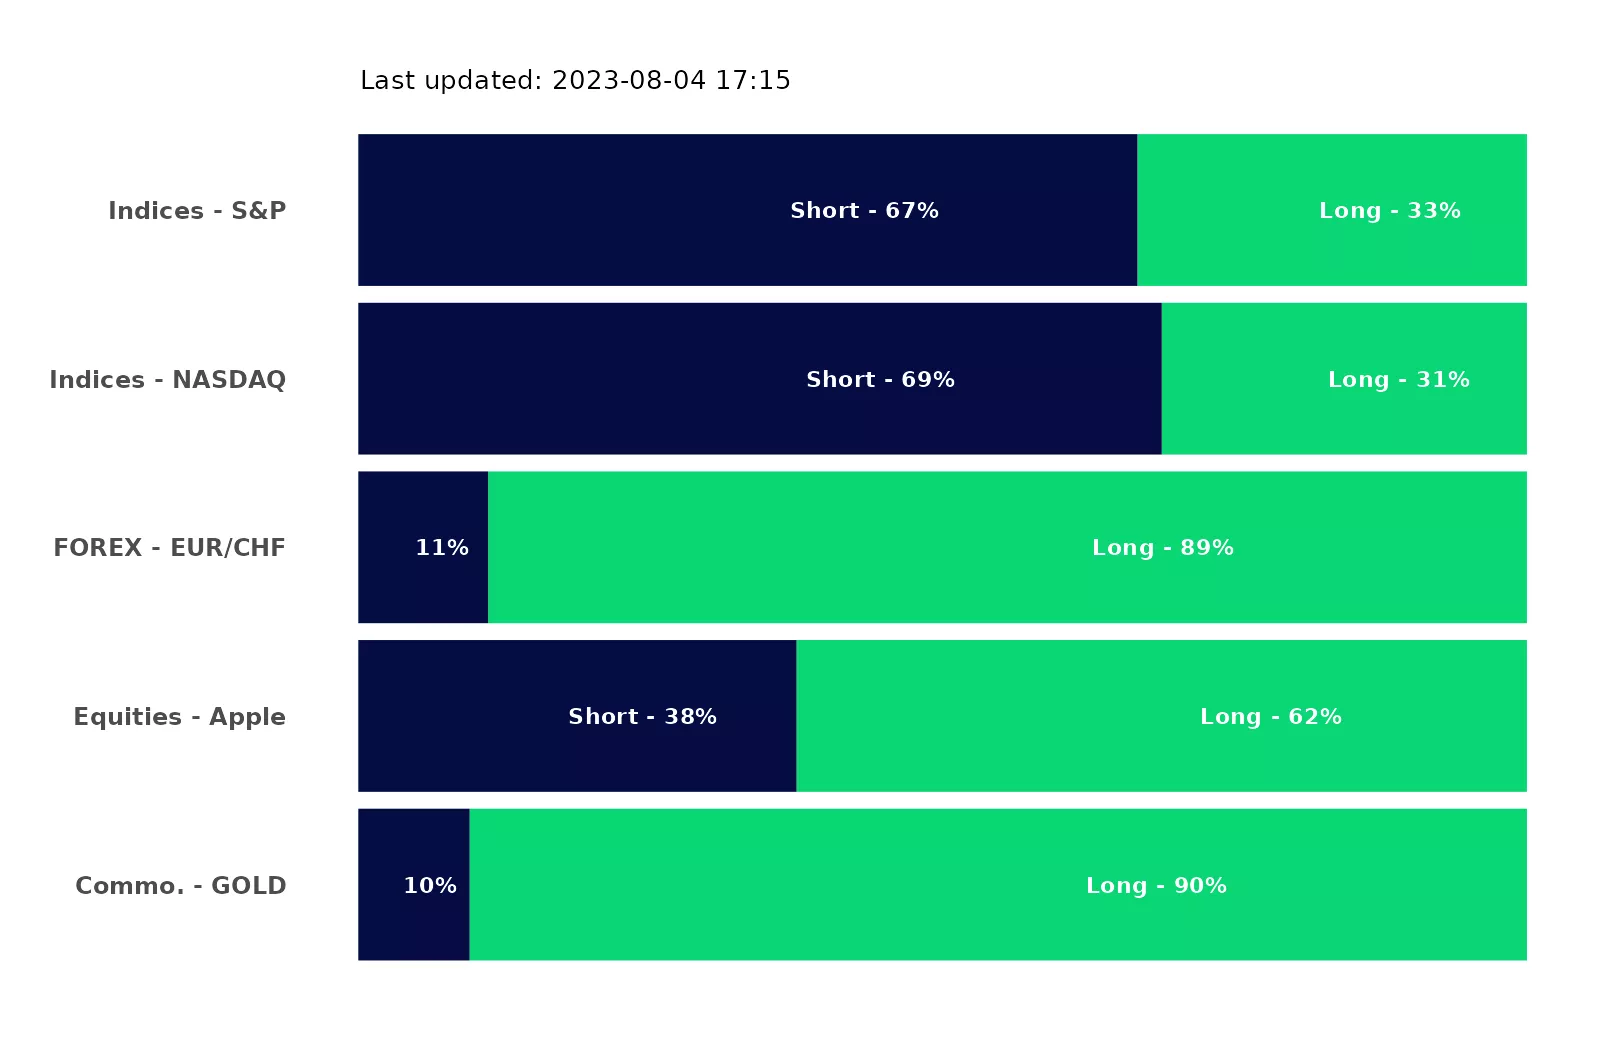 Last updated: 2023-08-04 17:15
Indices - S&P Short - 67% Long - 33%
Indices - NASDAQ Short - 69% Long - 31%
FOREX - EUR/CHF 11% Long - 89%
Equities - Apple Short - 38% Long - 62%
Commo. - GOLD 10% Long - 90%